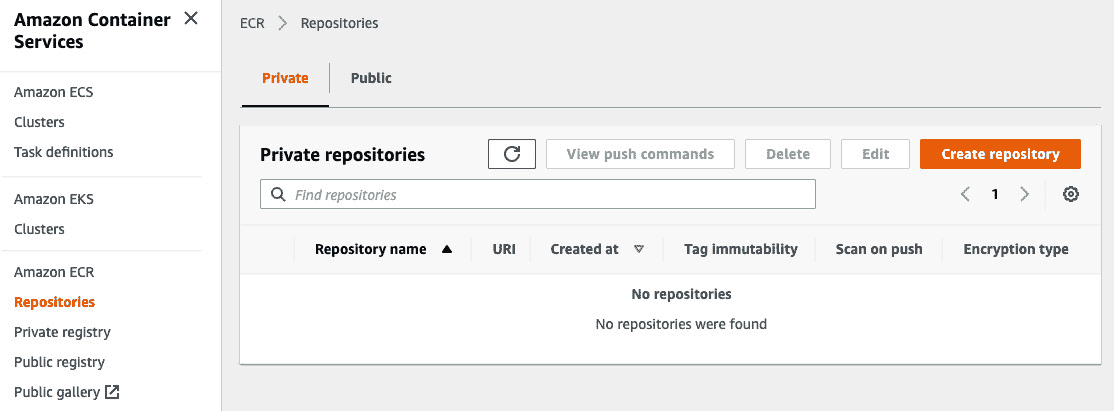 Amazon Container
Services
Amazon ECS
Clusters
Task definitions
Amazon EKS
Clusters
Amazon ECR
Repositories
Private registry
Public registry
Public gallery
ECR > Repositories
Private Public
Private repositories View push commands Delete Edit Create repository
Find repositories 1
Repository name URI Created at Tag immutability Scan on push Encryption type
No repositories
No repositories were found